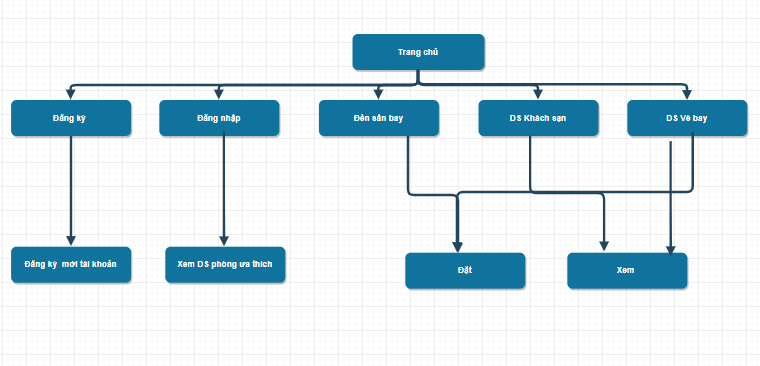 Trang chủ
Đăng ký
Đăng nhập
Đến sân bay
DS Khách sạn
DS Vé bay
Đăng ký mới tài khoản
Xem DS phòng ưa thích
Đặt
Xem